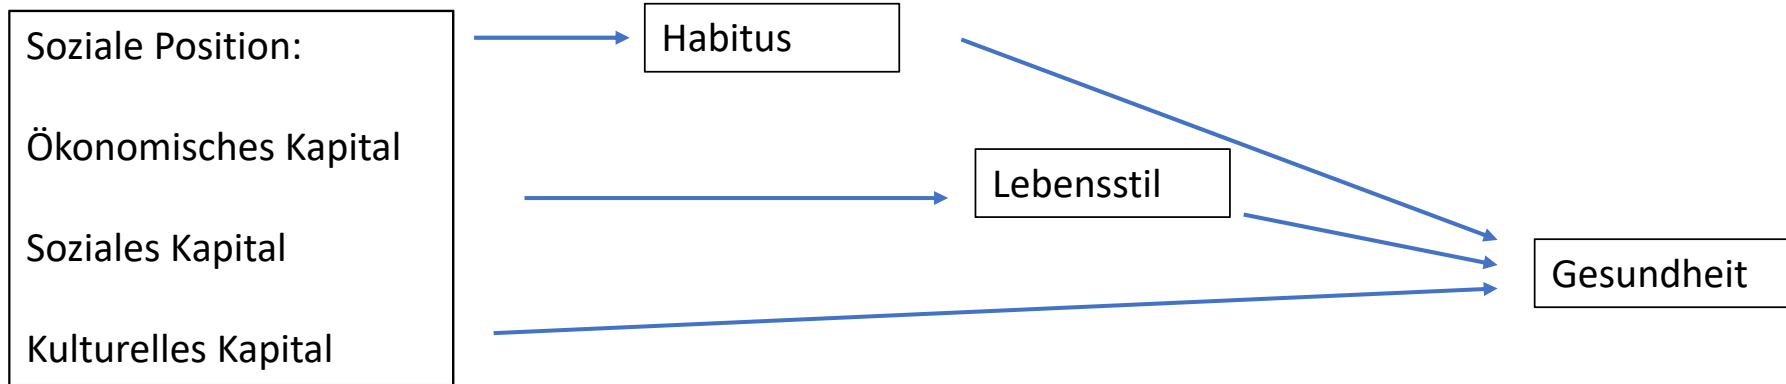 Soziale Position:
Ökonomisches Kapital
Soziales Kapital
Kulturelles Kapital
Habitus
Lebensstil
Gesundheit